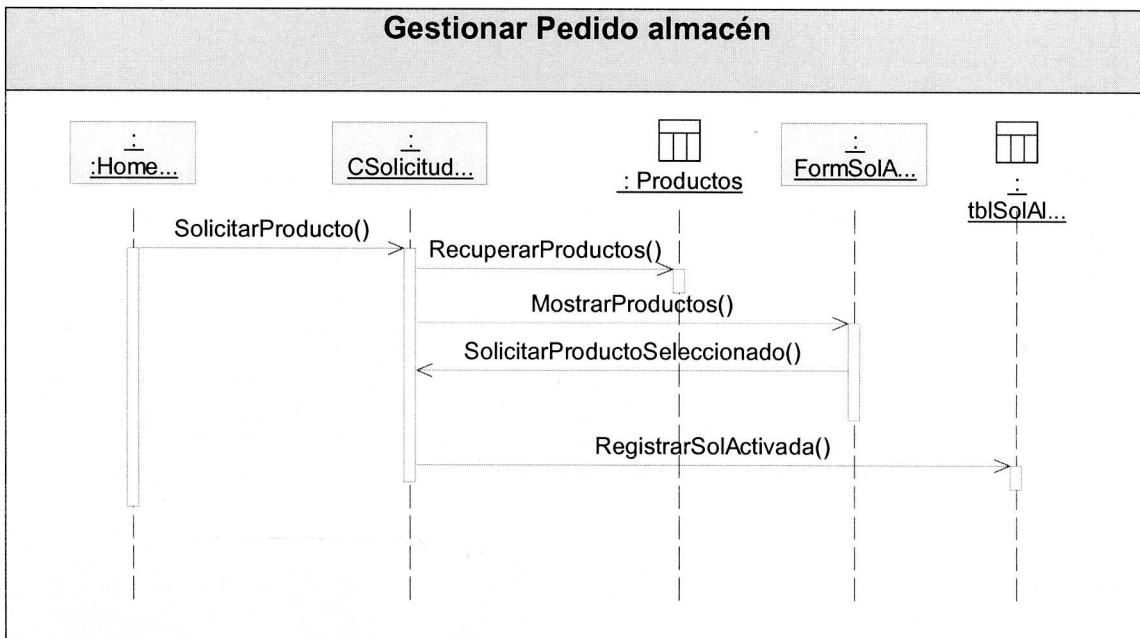 Gestionar Pedido almacén
:
:Home...
:
CSolicitud...
: Productos
:
FormSolA...
:
tblSolAl...
SolicitarProducto()
RecuperarProductos()
MostrarProductos()
SolicitarProductoSeleccionado()
RegistrarSolActivada()